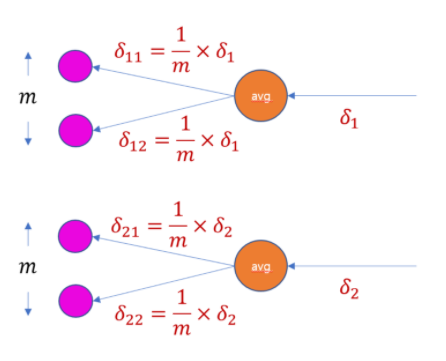 δ₁₁ = 1/m × δ₁
m
avg
δ₁
δ₁₂ = 1/m × δ₁
δ₂₁ = 1/m × δ₂
m
avg
δ₂
δ₂₂ = 1/m × δ₂